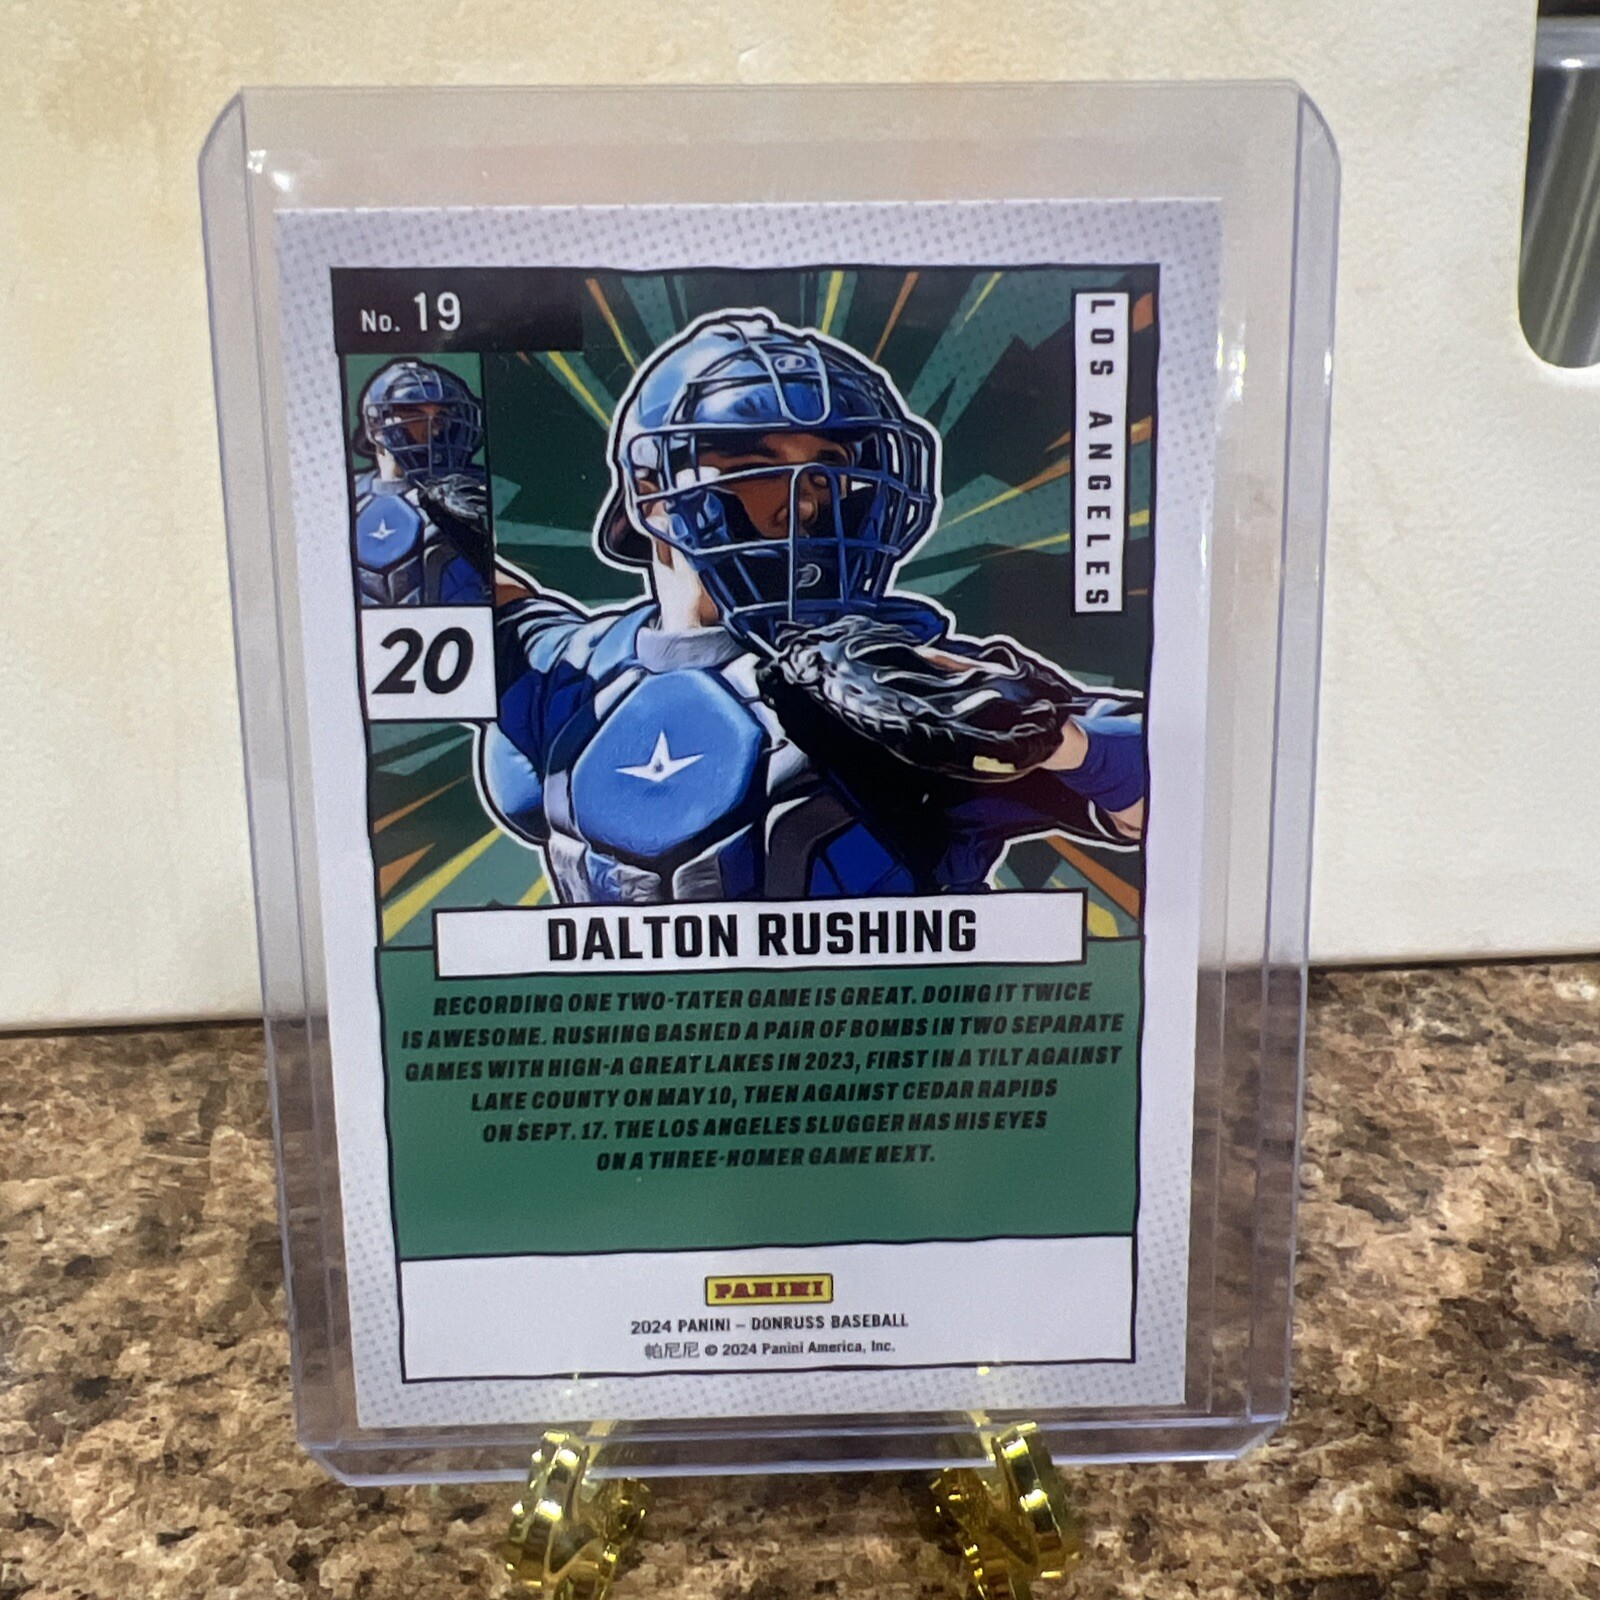 No. 19
LOS ANGELES
20
DALTON RUSHING
RECORDING ONE TWO-TATER GAME IS GREAT. DOING IT TWICE
IS AWESOME. RUSHING BASHED A PAIR OF BOMBS IN TWO SEPARATE
GAMES WITH HIGH-A GREAT LAKES IN 2023, FIRST IN A TILT AGAINST
LAKE COUNTY ON MAY 10, THEN AGAINST CEDAR RAPIDS
ON SEPT. 17. THE LOS ANGELES SLUGGER HAS HIS EYES
ON A THREE-HOMER GAME NEXT.
PANINI
2024 PANINI – DONRUSS BASEBALL
帕尼尼 © 2024 Panini America, Inc.